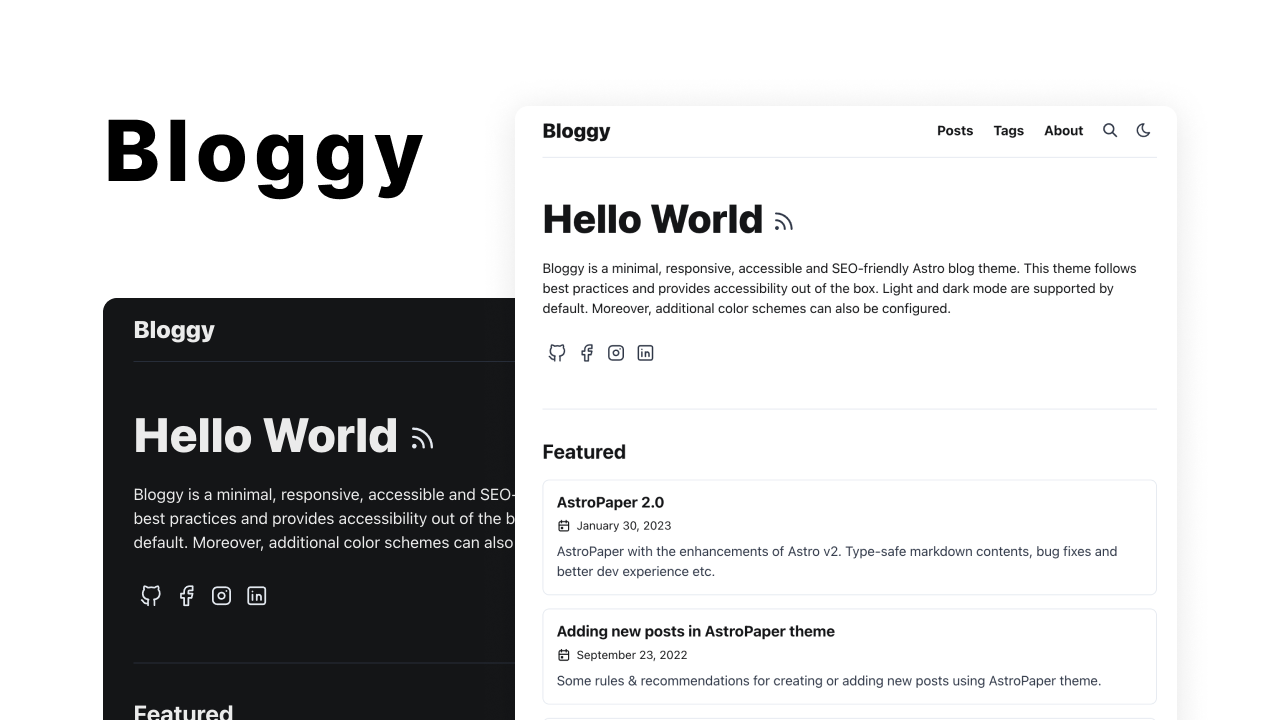 Bloggy
Bloggy
Posts Tags About
Hello World
Bloggy is a minimal, responsive, accessible and SEO-friendly Astro blog theme. This theme follows
best practices and provides accessibility out of the box. Light and dark mode are supported by
default. Moreover, additional color schemes can also be configured.
Featured
AstroPaper 2.0
January 30, 2023
AstroPaper with the enhancements of Astro v2. Type-safe markdown contents, bug fixes and
better dev experience etc.
Adding new posts in AstroPaper theme
September 23, 2022
Some rules & recommendations for creating or adding new posts using AstroPaper theme.
Bloggy
Hello World
Bloggy is a minimal, responsive, accessible and SEO-
best practices and provides accessibility out of the b
default. Moreover, additional color schemes can also
Featured